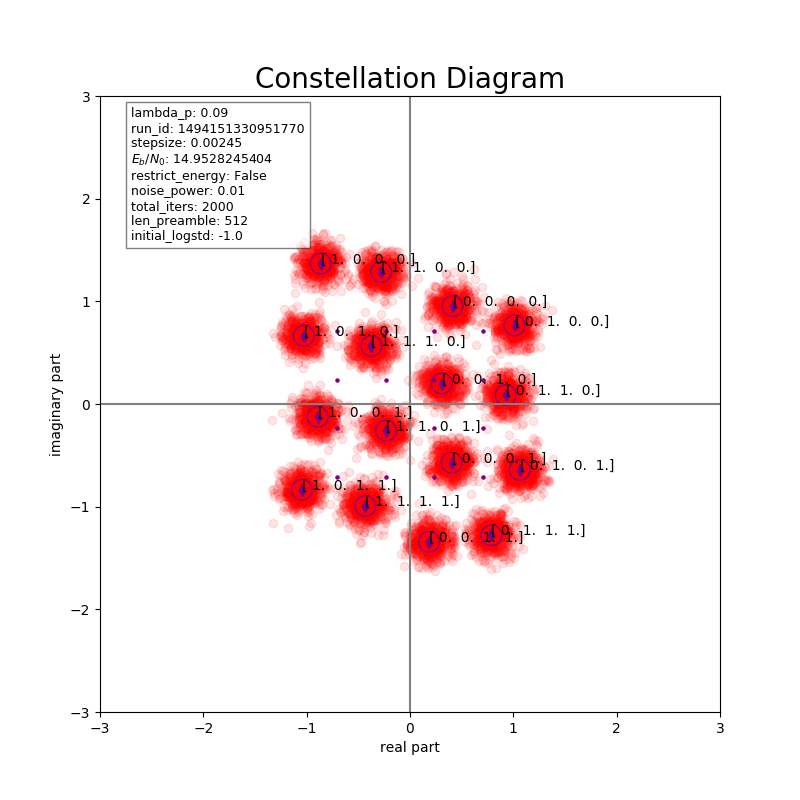 Constellation Diagram
lambda_p: 0.09
run_id: 1494151330951770
stepsize: 0.00245
E_b/N_0: 14.9528245404
restrict_energy: False
noise_power: 0.01
total_iters: 2000
len_preamble: 512
initial_logstd: -1.0
[ 1. 0. 0. 0.]
[ 1. 1. 0. 0.]
[ 0. 0. 0. 0.]
[ 0. 1. 0. 0.]
[ 1. 0. 1. 0.]
[ 1. 1. 1. 0.]
[ 0. 0. 1. 0.]
[ 0. 1. 1. 0.]
[ 1. 0. 0. 1.]
[ 1. 1. 0. 1.]
[ 0. 0. 0. 1.]
[ 0. 1. 0. 1.]
[ 1. 0. 1. 1.]
[ 1. 1. 1. 1.]
[ 0. 0. 1. 1.]
[ 0. 1. 1. 1.]
3
2
1
0
−1
−2
−3
imaginary part
−3 −2 −1 0 1 2 3
real part